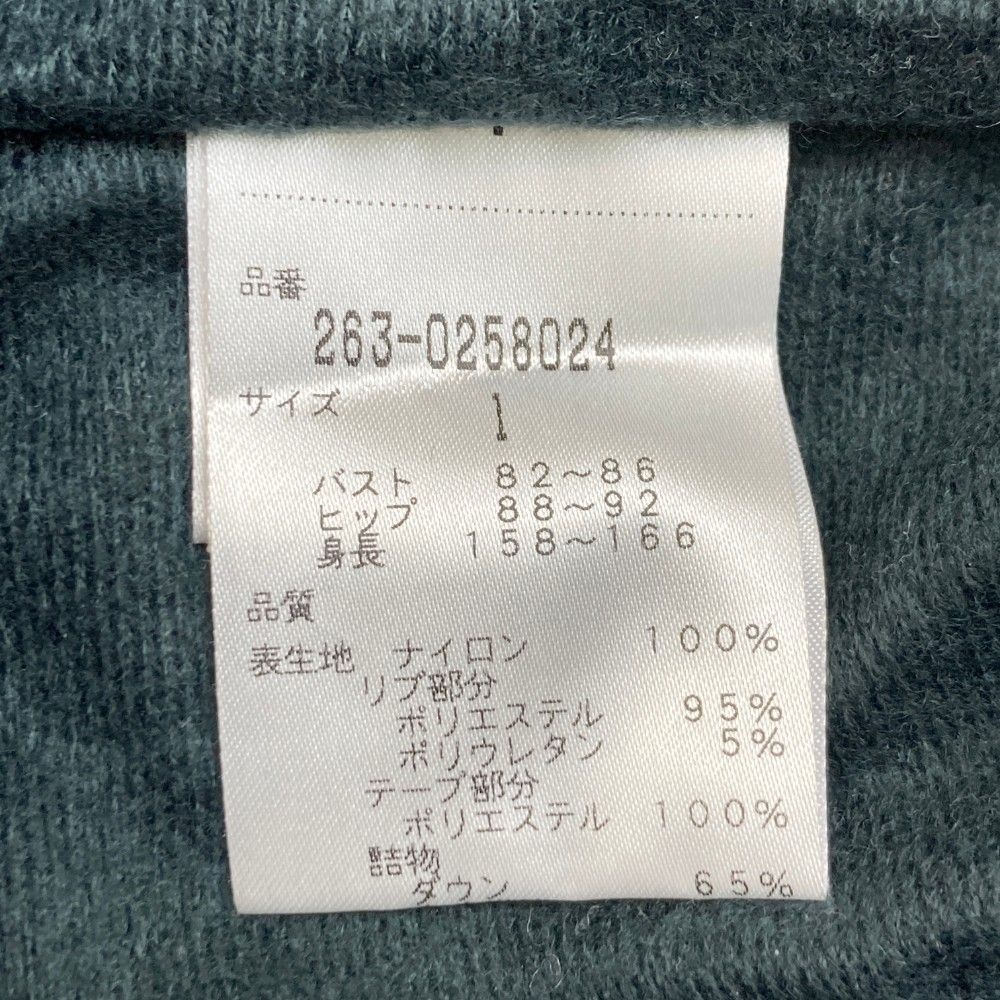 品番
263-0258024
サイズ 1
バスト 82～86
ヒップ 88～92
身長 158～166
品質
表生地 ナイロン 100%
リブ部分
ポリエステル 95%
ポリウレタン 5%
テープ部分
ポリエステル 100%
詰物
ダウン 65%